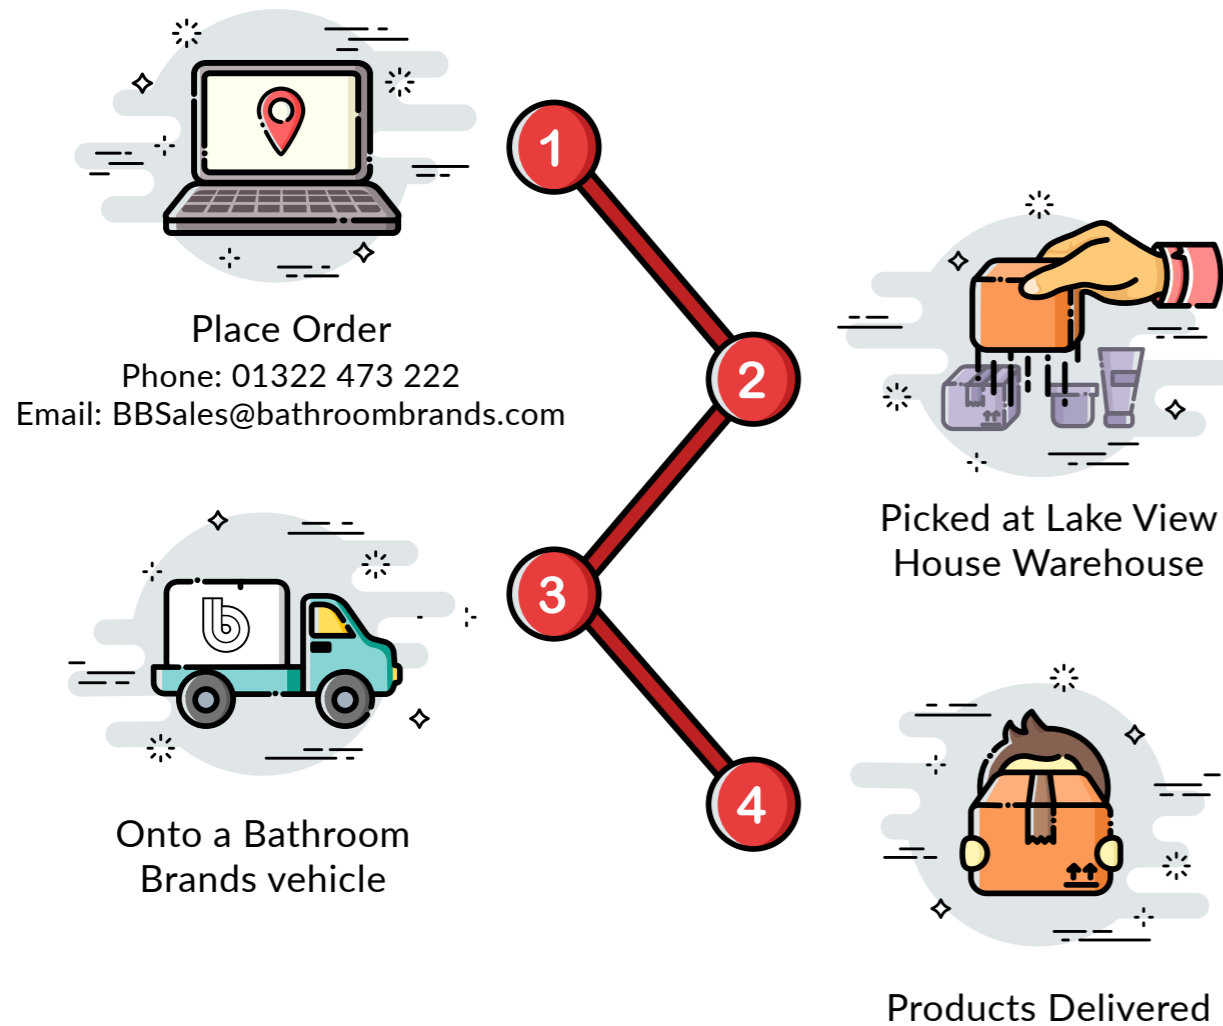 1
Place Order
Phone: 01322 473 222
Email: BBSales@bathroombrands.com
2
Picked at Lake View
House Warehouse
3
b
Onto a Bathroom
Brands vehicle
4
Products Delivered